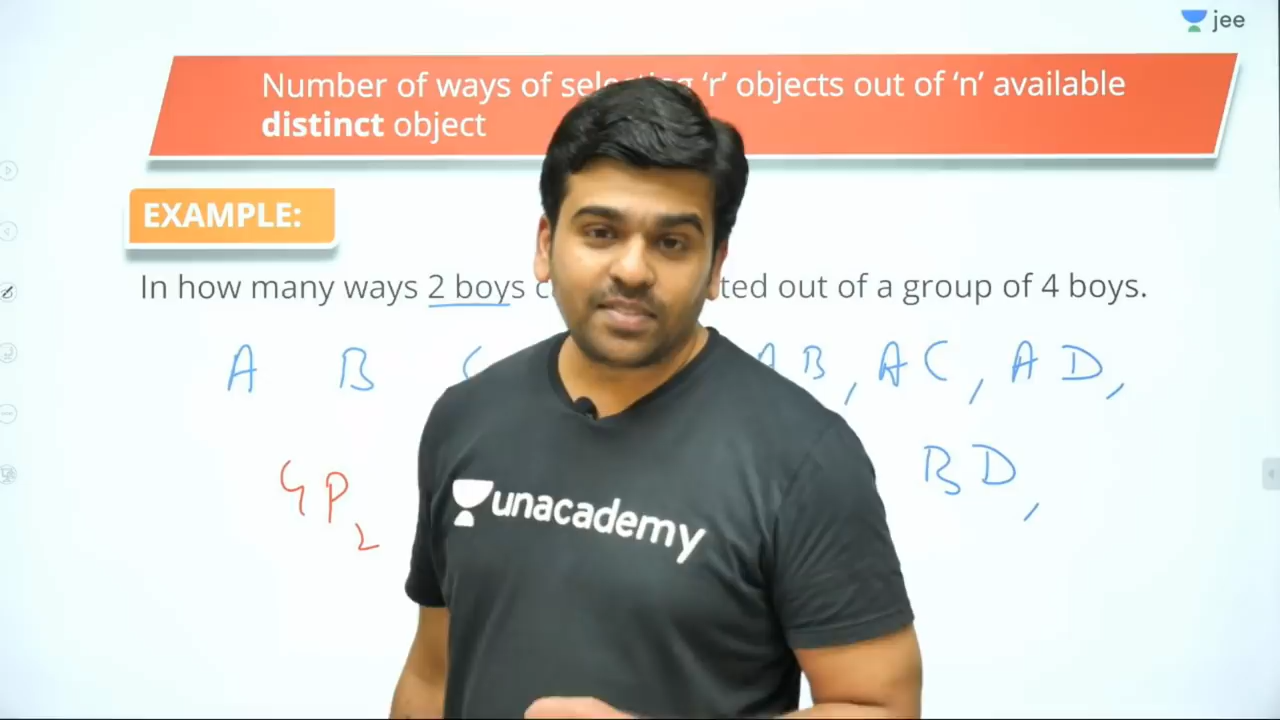 jee
Number of ways of selecting 'r' objects out of 'n' available
distinct object
EXAMPLE:
In how many ways 2 boys ted out of a group of 4 boys.
A B C AB, AC, AD,
4P2 BD,
unacademy